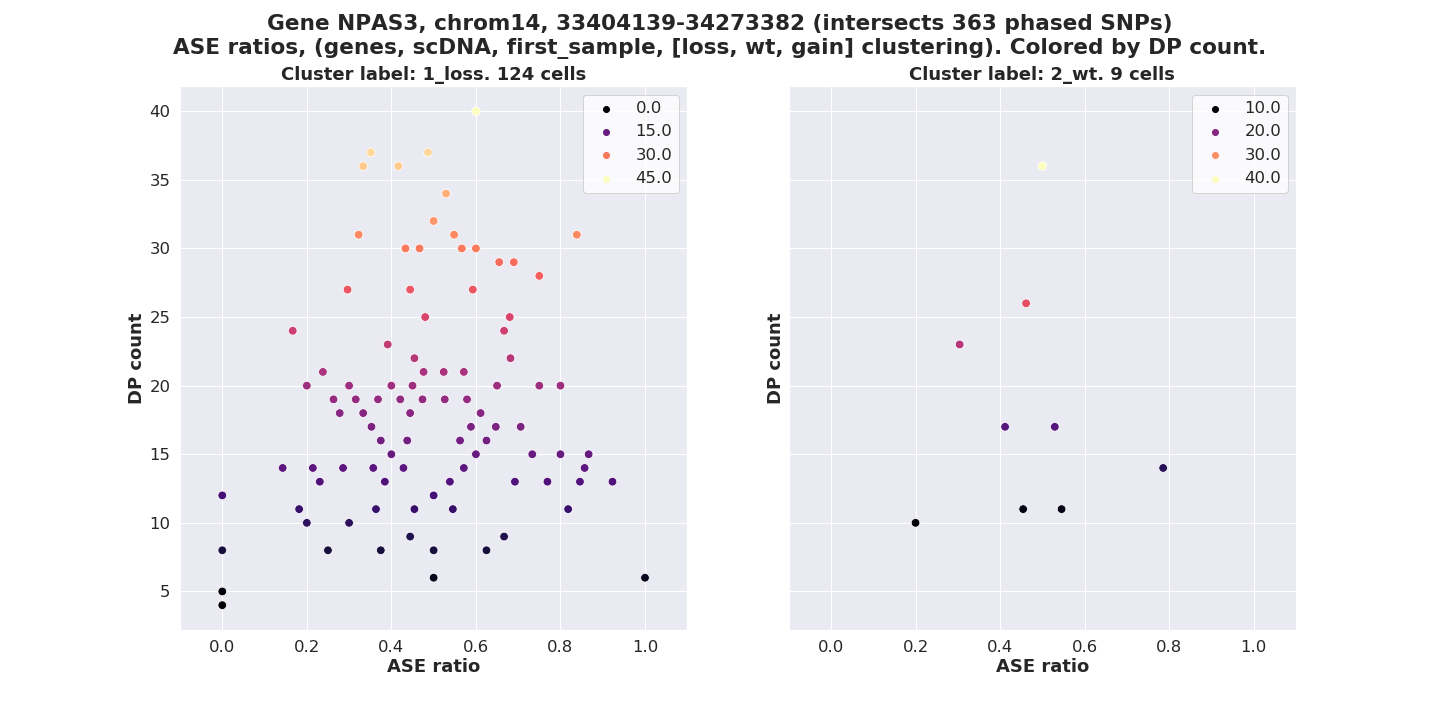 Gene NPAS3, chrom14, 33404139-34273382 (intersects 363 phased SNPs)
ASE ratios, (genes, scDNA, first_sample, [loss, wt, gain] clustering). Colored by DP count.
Cluster label: 1_loss. 124 cells
40
35
30
25
20
15
10
5
DP count
0.0
15.0
30.0
45.0
0.0 0.2 0.4 0.6 0.8 1.0
ASE ratio
Cluster label: 2_wt. 9 cells
DP count
10.0
20.0
30.0
40.0
0.0 0.2 0.4 0.6 0.8 1.0
ASE ratio